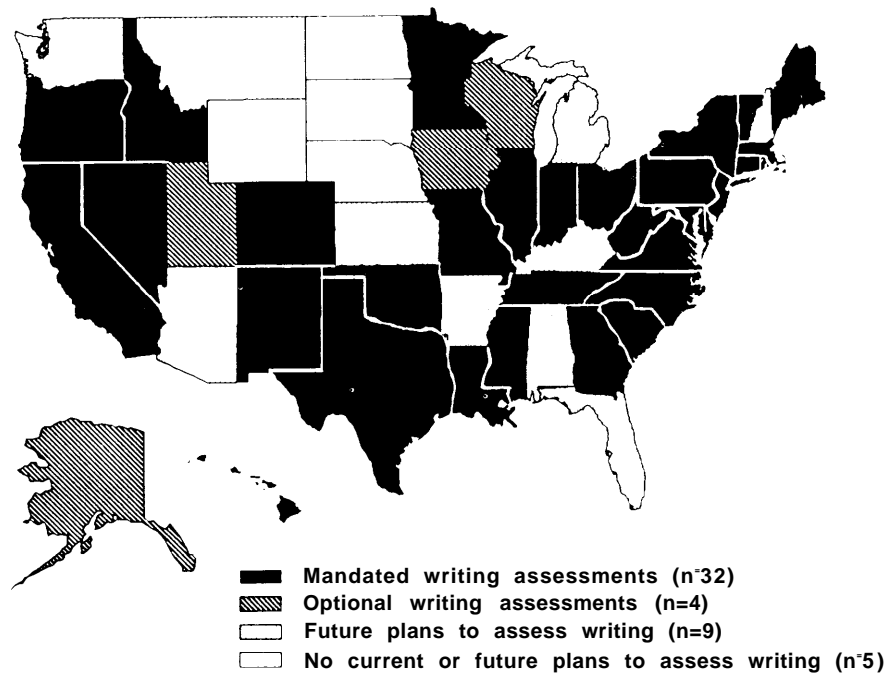 Mandated writing assessments (n=32)
Optional writing assessments (n=4)
Future plans to assess writing (n=9)
No current or future plans to assess writing (n=5)